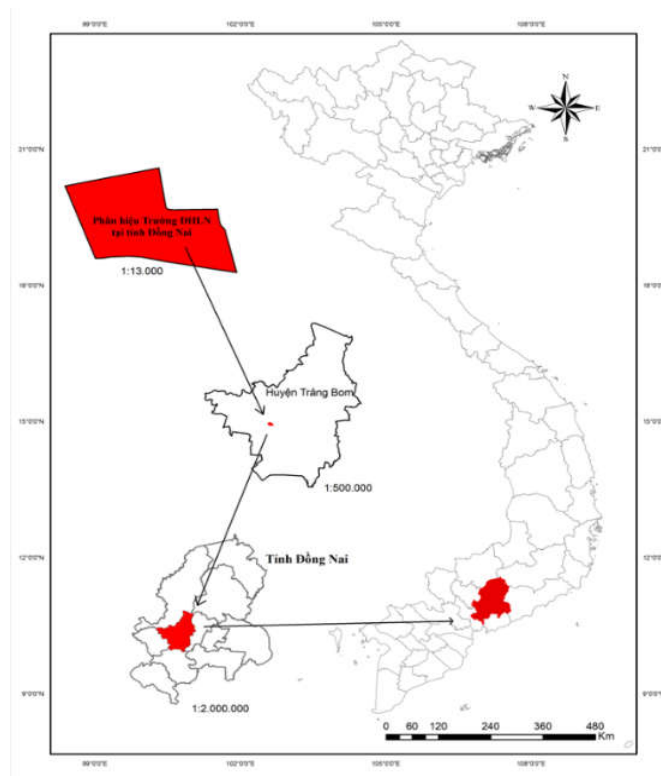 99°0'0"E 102°0'0"E 105°0'0"E 108°0'0"E
N
W E
S
21°0'0"N 21°0'0"N
Phân hiệu Trường ĐHLN
tại tỉnh Đồng Nai
1:13.000
18°0'0"N 18°0'0"N
Huyện Trảng Bom
15°0'0"N 15°0'0"N
1:500.000
12°0'0"N 12°0'0"N
Tỉnh Đồng Nai
9°0'0"N 9°0'0"N
1:2.000.000
0 60 120 240 360 480
Km
99°0'0"E 102°0'0"E 105°0'0"E 108°0'0"E